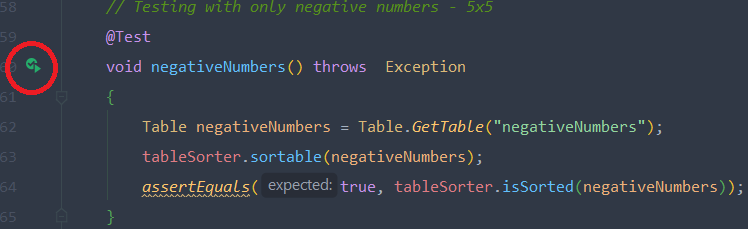 58 // Testing with only negative numbers - 5x5
59 @Test
void negativeNumbers() throws  Exception
61 {
62 Table negativeNumbers = Table.GetTable("negativeNumbers");
63 tableSorter.sortable(negativeNumbers);
64 assertEquals( expected: true, tableSorter.isSorted(negativeNumbers));
65 }